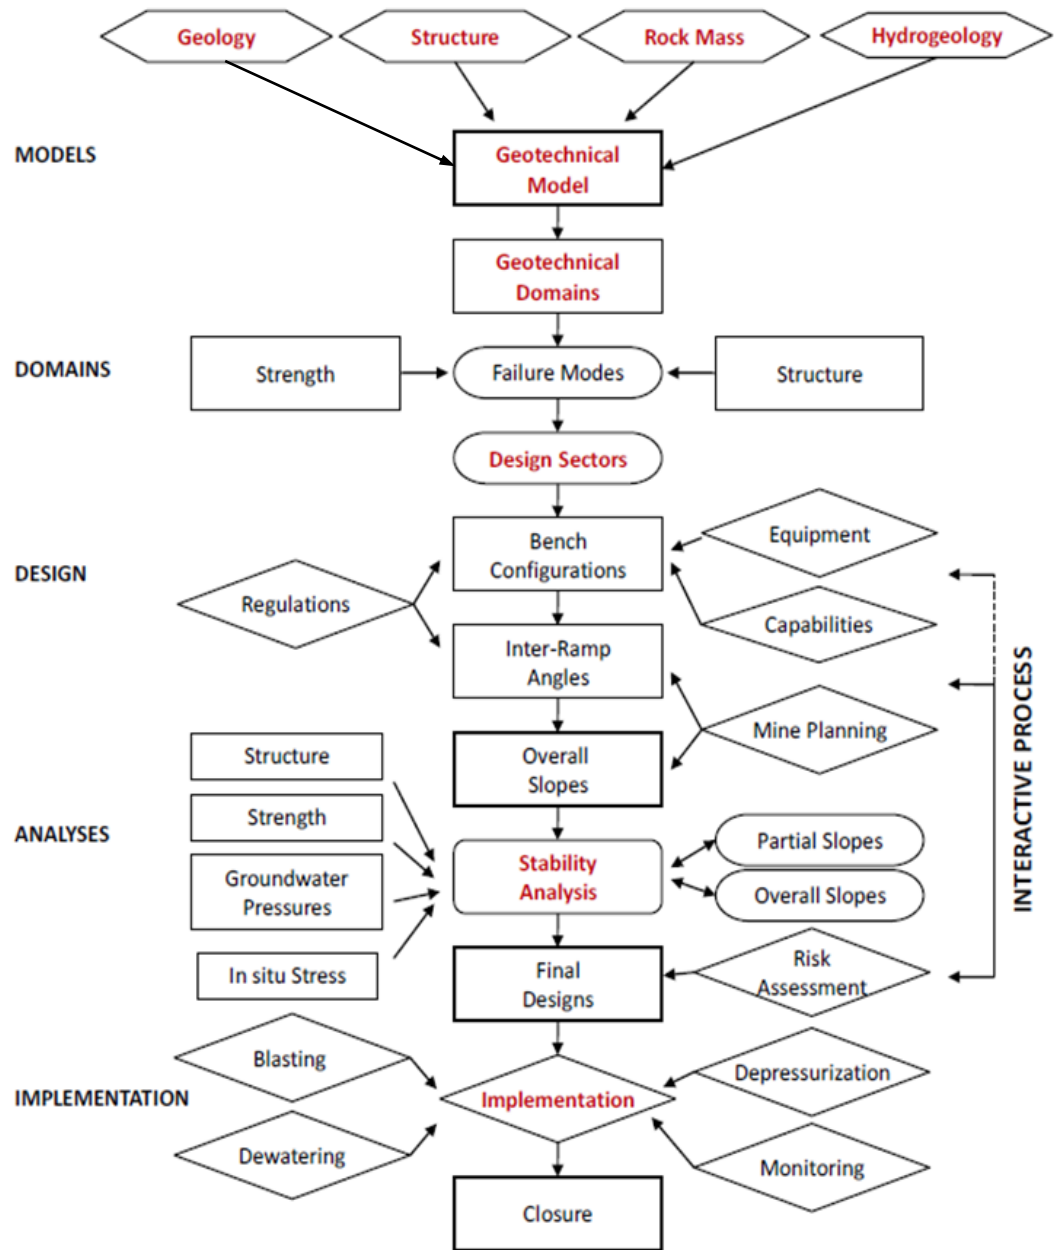 Geology
Structure
Rock Mass
Hydrogeology
MODELS
Geotechnical
Model
Geotechnical
Domains
DOMAINS
Strength
Failure Modes
Structure
Design Sectors
DESIGN
Bench
Configurations
Equipment
Regulations
Capabilities
Inter-Ramp
Angles
Mine Planning
INTERACTIVE PROCESS
Structure
Overall
Slopes
ANALYSES
Strength
Partial Slopes
Stability
Analysis
Groundwater
Pressures
Overall Slopes
In situ Stress
Final
Designs
Risk
Assessment
Blasting
Depressurization
IMPLEMENTATION
Implementation
Dewatering
Monitoring
Closure